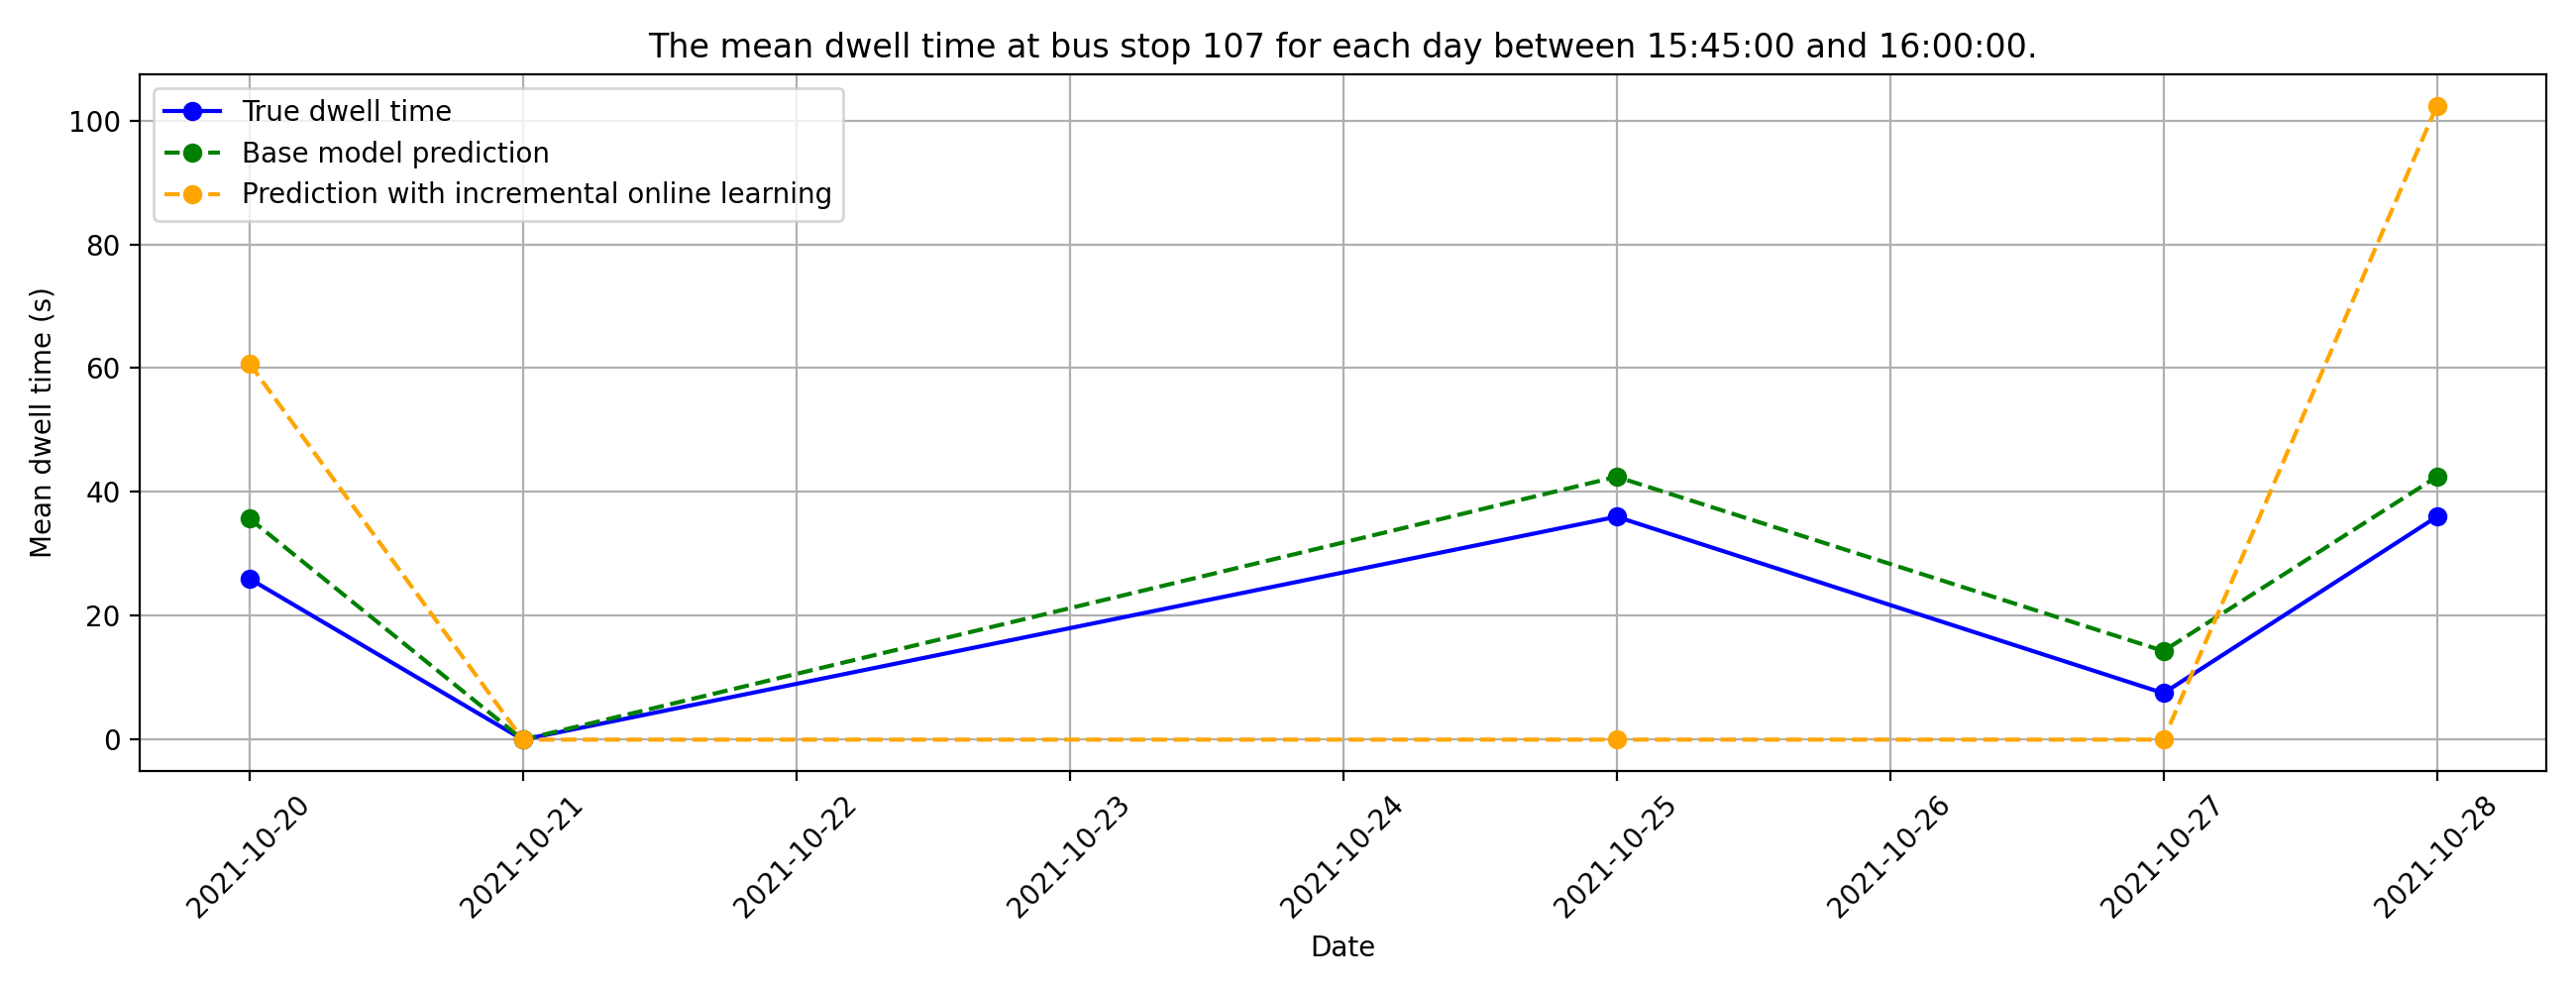 The mean dwell time at bus stop 107 for each day between 15:45:00 and 16:00:00.
True dwell time
Base model prediction
Prediction with incremental online learning
Mean dwell time (s)
100
80
60
40
20
0
2021-10-20
2021-10-21
2021-10-22
2021-10-23
2021-10-24
2021-10-25
2021-10-26
2021-10-27
2021-10-28
Date